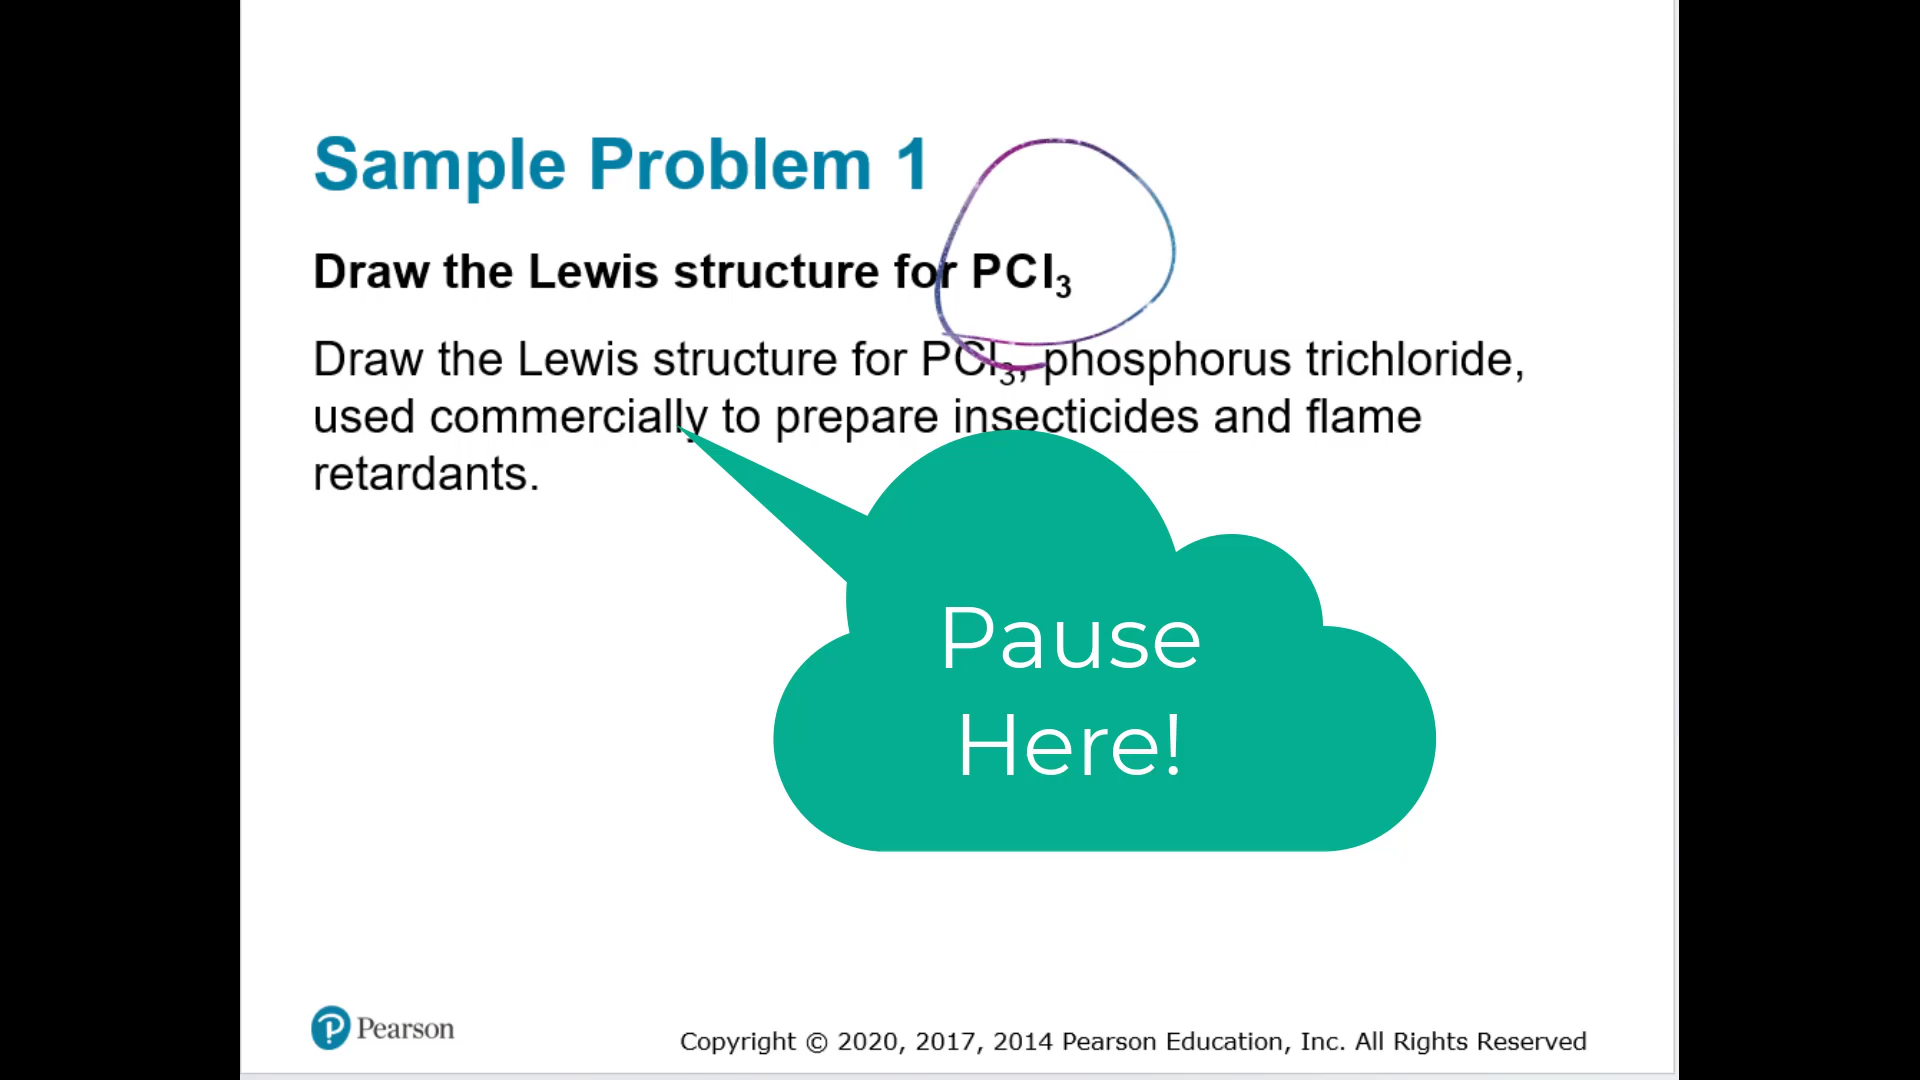 Sample Problem 1
Draw the Lewis structure for PCl₃
Draw the Lewis structure for PCl₃, phosphorus trichloride,
used commercially to prepare insecticides and flame
retardants.
Pause
Here!
Pearson
Copyright © 2020, 2017, 2014 Pearson Education, Inc. All Rights Reserved